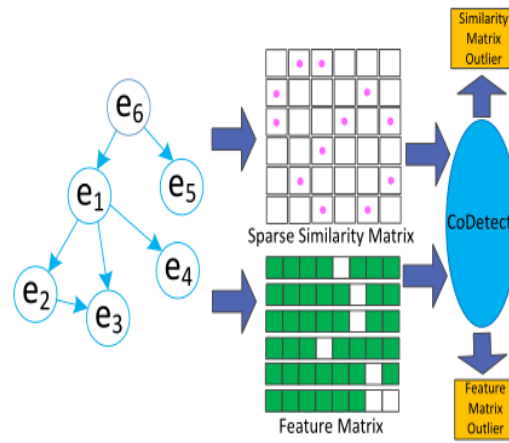 e6
e1
e5
e4
e2
e3
Sparse Similarity Matrix
Feature Matrix
Similarity
Matrix
Outlier
CoDetect
Feature
Matrix
Outlier